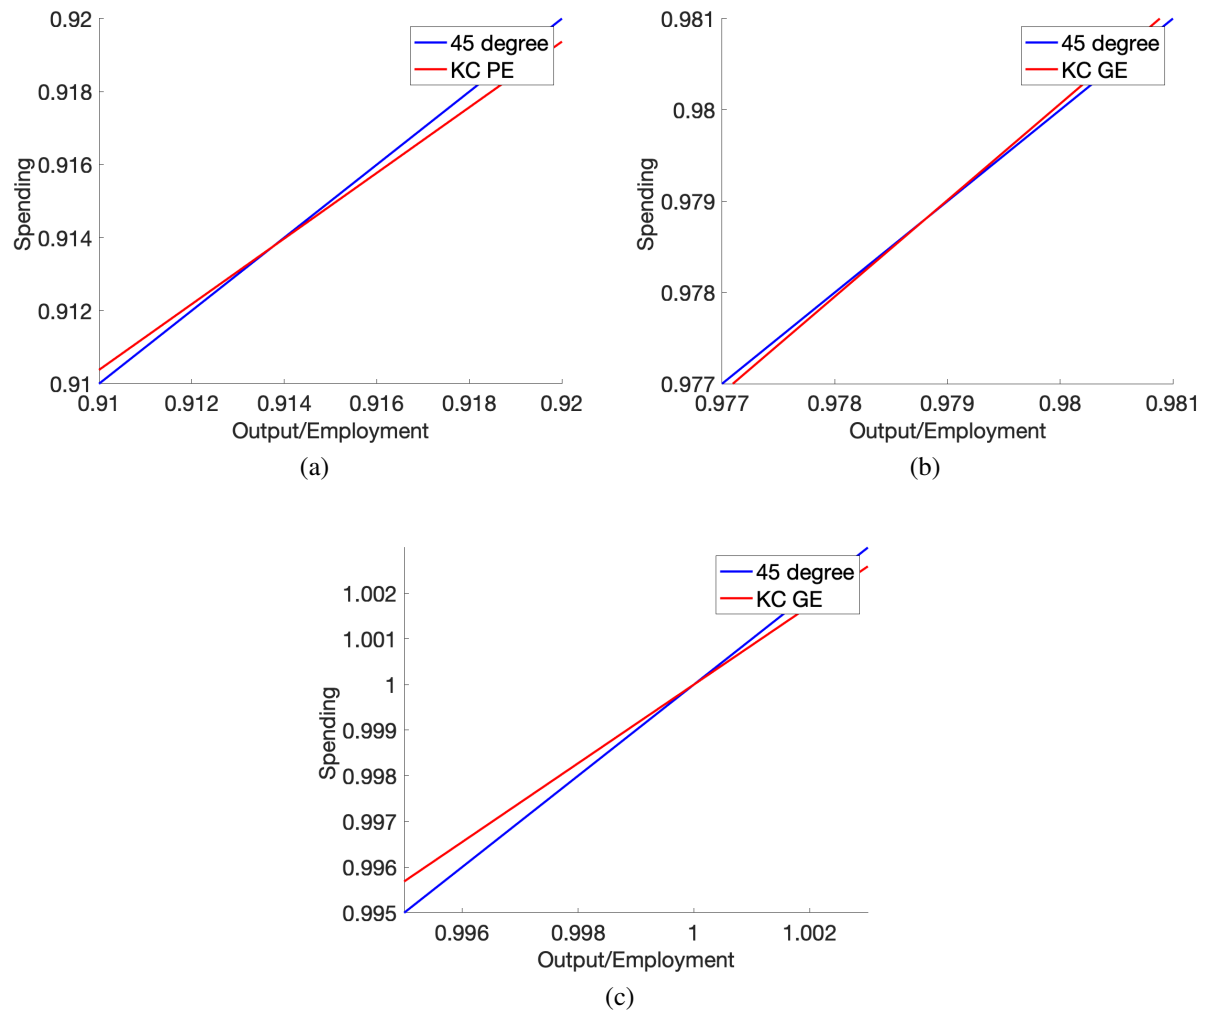 0.92
45 degree
KC PE
0.918
0.916
0.914
0.912
0.91
Spending
0.91 0.912 0.914 0.916 0.918 0.92
Output/Employment
(a)
0.981
45 degree
KC GE
0.98
0.979
0.978
0.977
Spending
0.977 0.978 0.979 0.98 0.981
Output/Employment
(b)
45 degree
KC GE
1.002
1.001
1
0.999
0.998
0.997
0.996
0.995
Spending
0.996 0.998 1 1.002
Output/Employment
(c)